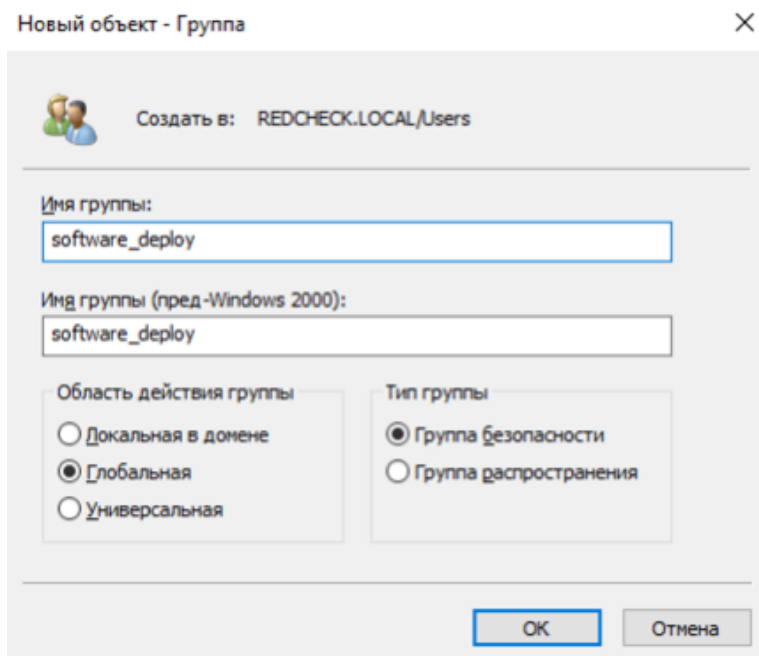 Новый объект - Группа
Создать в: REDCHECK.LOCAL/Users
Имя группы:
software_deploy
Имя группы (пред-Windows 2000):
software_deploy
Область действия группы
Локальная в домене
Глобальная
Универсальная
Тип группы
Группа безопасности
Группа распространения
ОК
Отмена